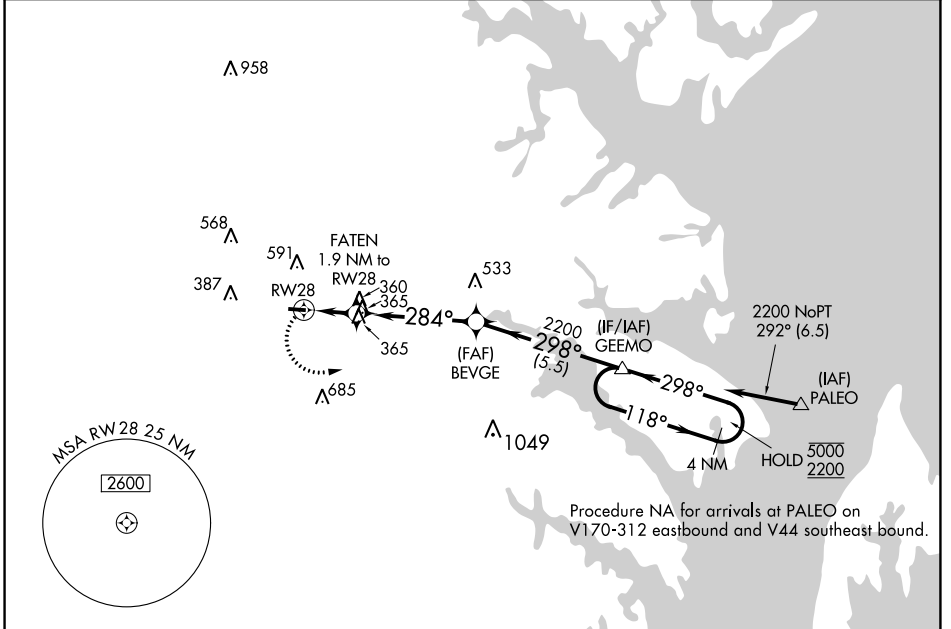 958
568
591
387
FATEN
1.9 NM to
RW28
RW28
360
365
365
284°
533
(FAF)
BEVGE
2200
298°
(5.5)
(IF/IAF)
GEEMO
2200 NoPT
292° (6.5)
(IAF)
PALEO
298°
118°
4 NM
HOLD 5000
2200
685
1049
MSA RW 28 25 NM
2600
Procedure NA for arrivals at PALEO on
V170-312 eastbound and V44 southeast bound.